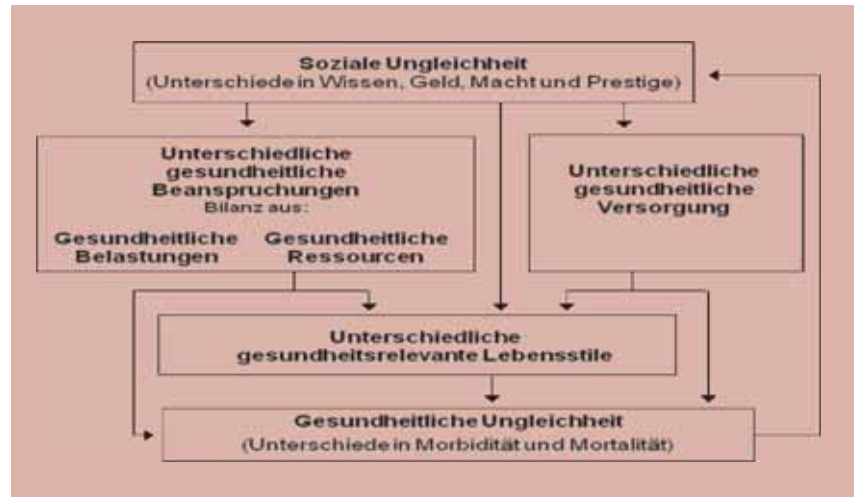 Soziale Ungleichheit
(Unterschiede in Wissen, Geld, Macht und Prestige)
Unterschiedliche
gesundheitliche
Beanspruchungen
Bilanz aus:
Gesundheitliche
Belastungen
Gesundheitliche
Ressourcen
Unterschiedliche
gesundheitliche
Versorgung
Unterschiedliche
gesundheitsrelevante Lebensstile
Gesundheitliche Ungleichheit
(Unterschiede in Morbidität und Mortalität)